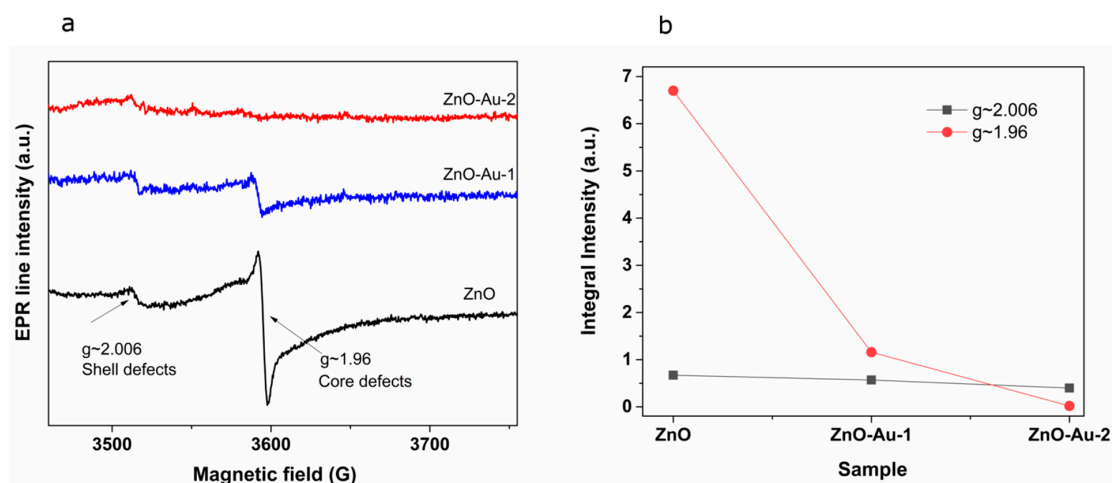 a
EPR line intensity (a.u.)
ZnO-Au-2
ZnO-Au-1
ZnO
g~2.006
Shell defects
g~1.96
Core defects
3500 3600 3700
Magnetic field (G)
b
Integral Intensity (a.u.)
7
6
5
4
3
2
1
0
g~2.006
g~1.96
ZnO ZnO-Au-1 ZnO-Au-2
Sample